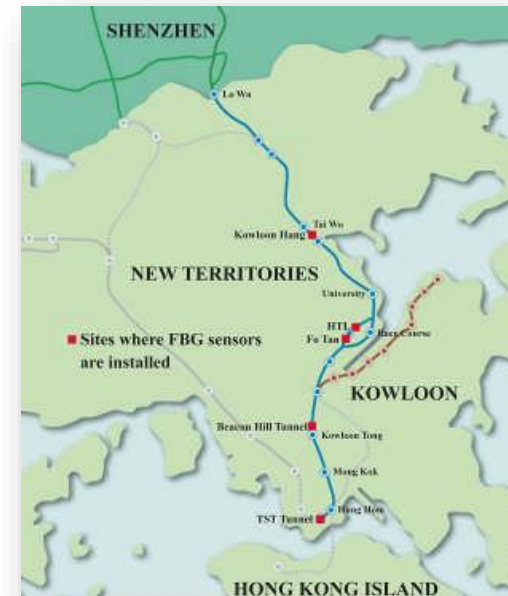 SHENZHEN
Lo Wu
Tai Wo
Kowloon Hang
NEW TERRITORIES
University
HTL
Race Course
Fo Tan
Sites where FBG sensors
are installed
KOWLOON
Beacon Hill Tunnel
Kowloon Tong
Mong Kok
Hung Hom
TST Tunnel
HONG KONG ISLAND